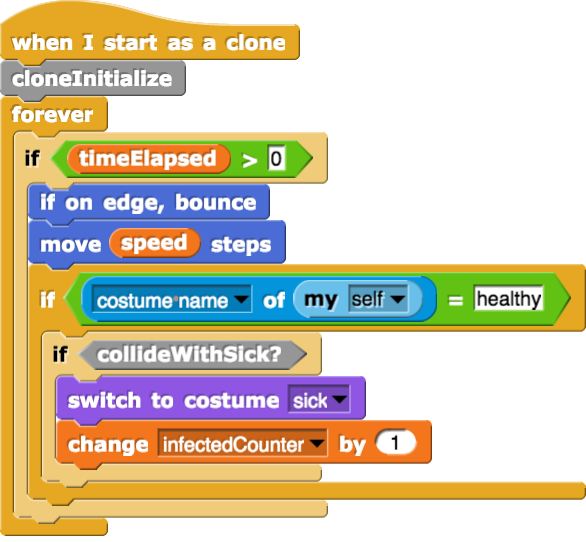 when I start as a clone
cloneInitialize
forever
if timeElapsed > 0
if on edge, bounce
move speed steps
if costume name of my self = healthy
if collideWithSick?
switch to costume sick
change infectedCounter by 1